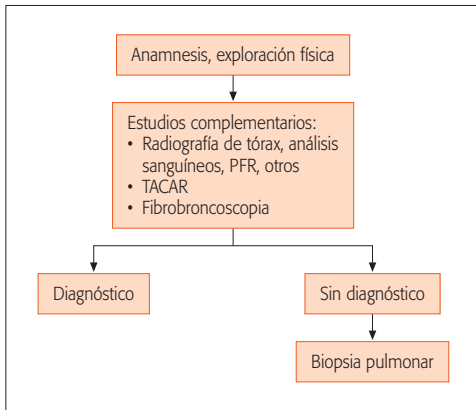 Anamnesis, exploración física
Estudios complementarios:
• Radiografía de tórax, análisis
sanguíneos, PFR, otros
• TACAR
• Fibrobroncoscopia
Diagnóstico
Sin diagnóstico
Biopsia pulmonar